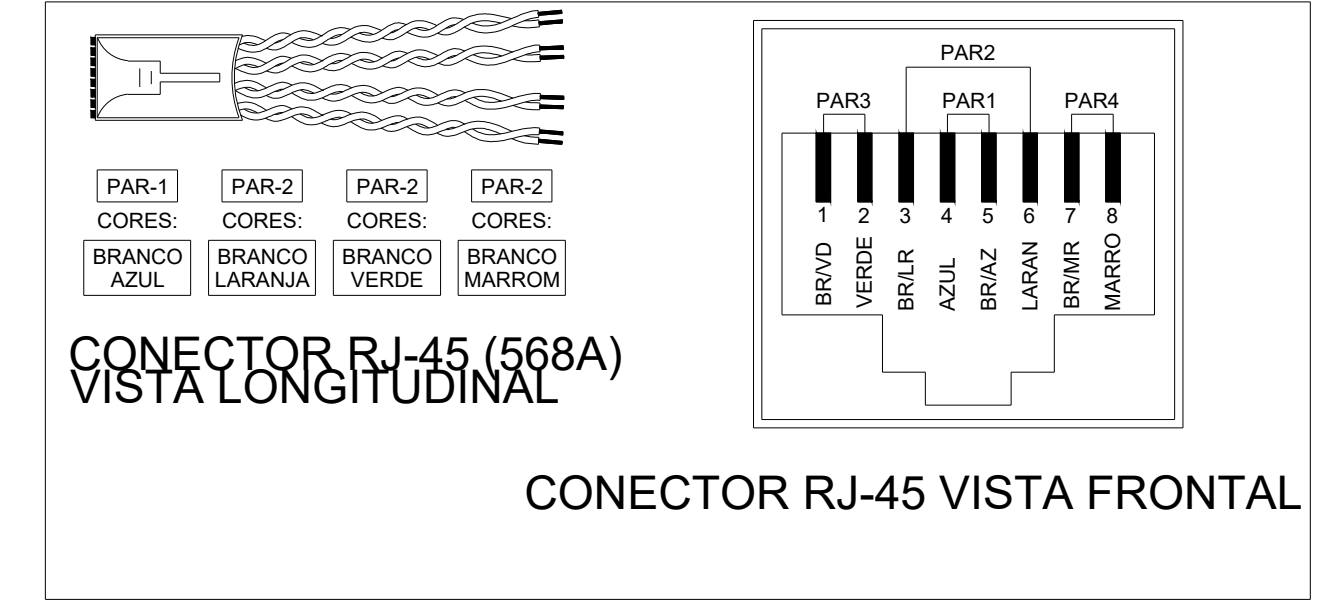 PAR-1 PAR-2 PAR-2 PAR-2
CORES: CORES: CORES: CORES:
BRANCO BRANCO BRANCO BRANCO
AZUL LARANJA VERDE MARROM
CONECTOR RJ-45 (568A)
VISTA LONGITUDINAL
PAR2
PAR3 PAR1 PAR4
1 2 3 4 5 6 7 8
BR/VD
VERDE
BR/LR
AZUL
BR/AZ
LARAN
BR/MR
MARRO
CONECTOR RJ-45 VISTA FRONTAL